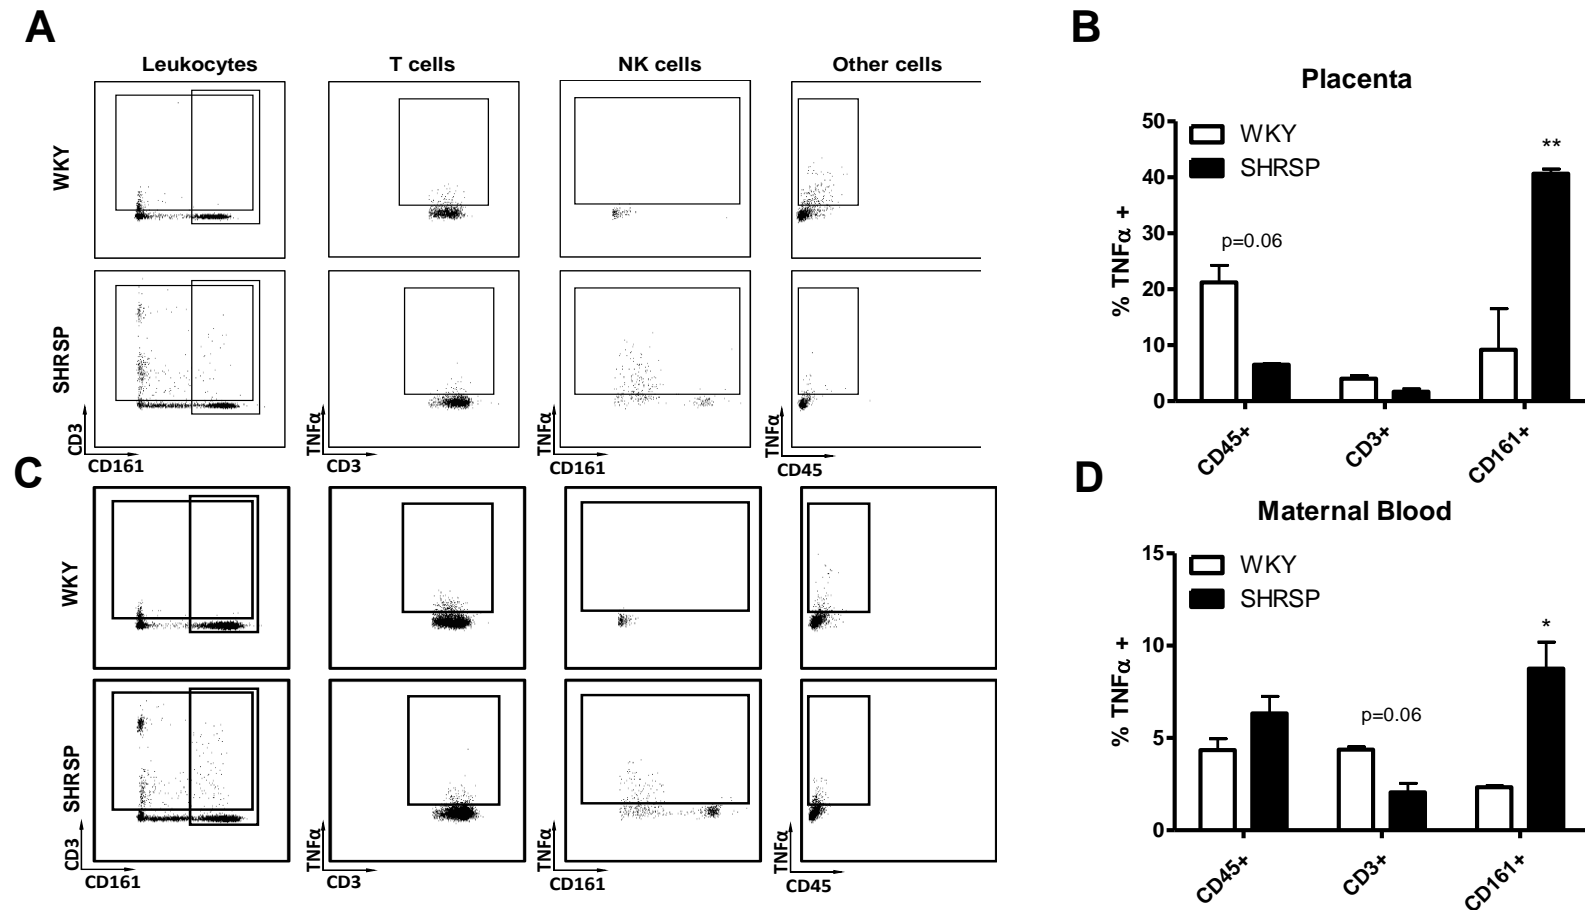 A
Leukocytes
T cells
NK cells
Other cells
WKY
SHRSP
CD3
CD161
TNFα
CD3
TNFα
CD161
TNFα
CD45
B
Placenta
WKY
SHRSP
% TNFα +
50
40
30
20
10
0
p=0.06
**
CD45+
CD3+
CD161+
C
WKY
SHRSP
CD3
CD161
TNFα
CD3
TNFα
CD161
TNFα
CD45
D
Maternal Blood
WKY
SHRSP
% TNFα +
15
10
5
0
p=0.06
*
CD45+
CD3+
CD161+